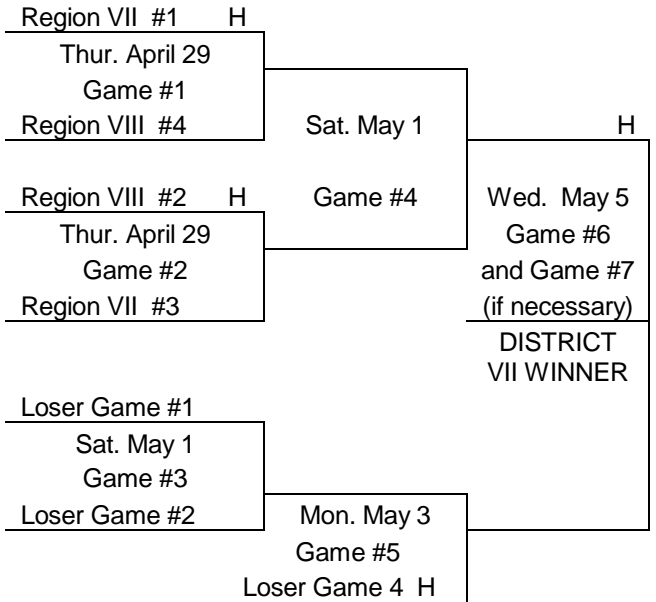 Region VII #1 H
Thur. April 29
Game #1
Region VIII #4
Sat. May 1
Game #4
H
Region VIII #2 H
Thur. April 29
Game #2
Region VII #3
Wed. May 5
Game #6
and Game #7
(if necessary)
DISTRICT
VII WINNER
Loser Game #1
Sat. May 1
Game #3
Loser Game #2
Mon. May 3
Game #5
Loser Game 4 H